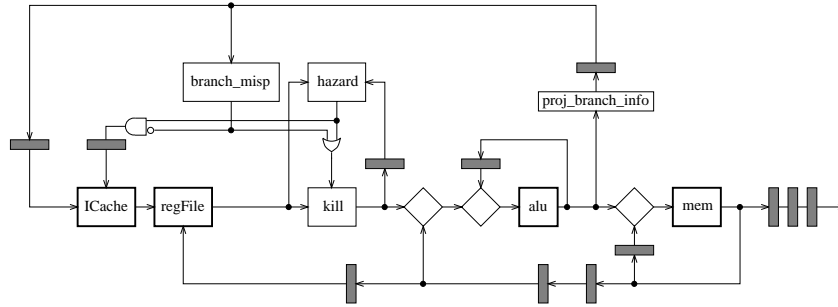 branch_misp
hazard
proj_branch_info
ICache
regFile
kill
alu
mem